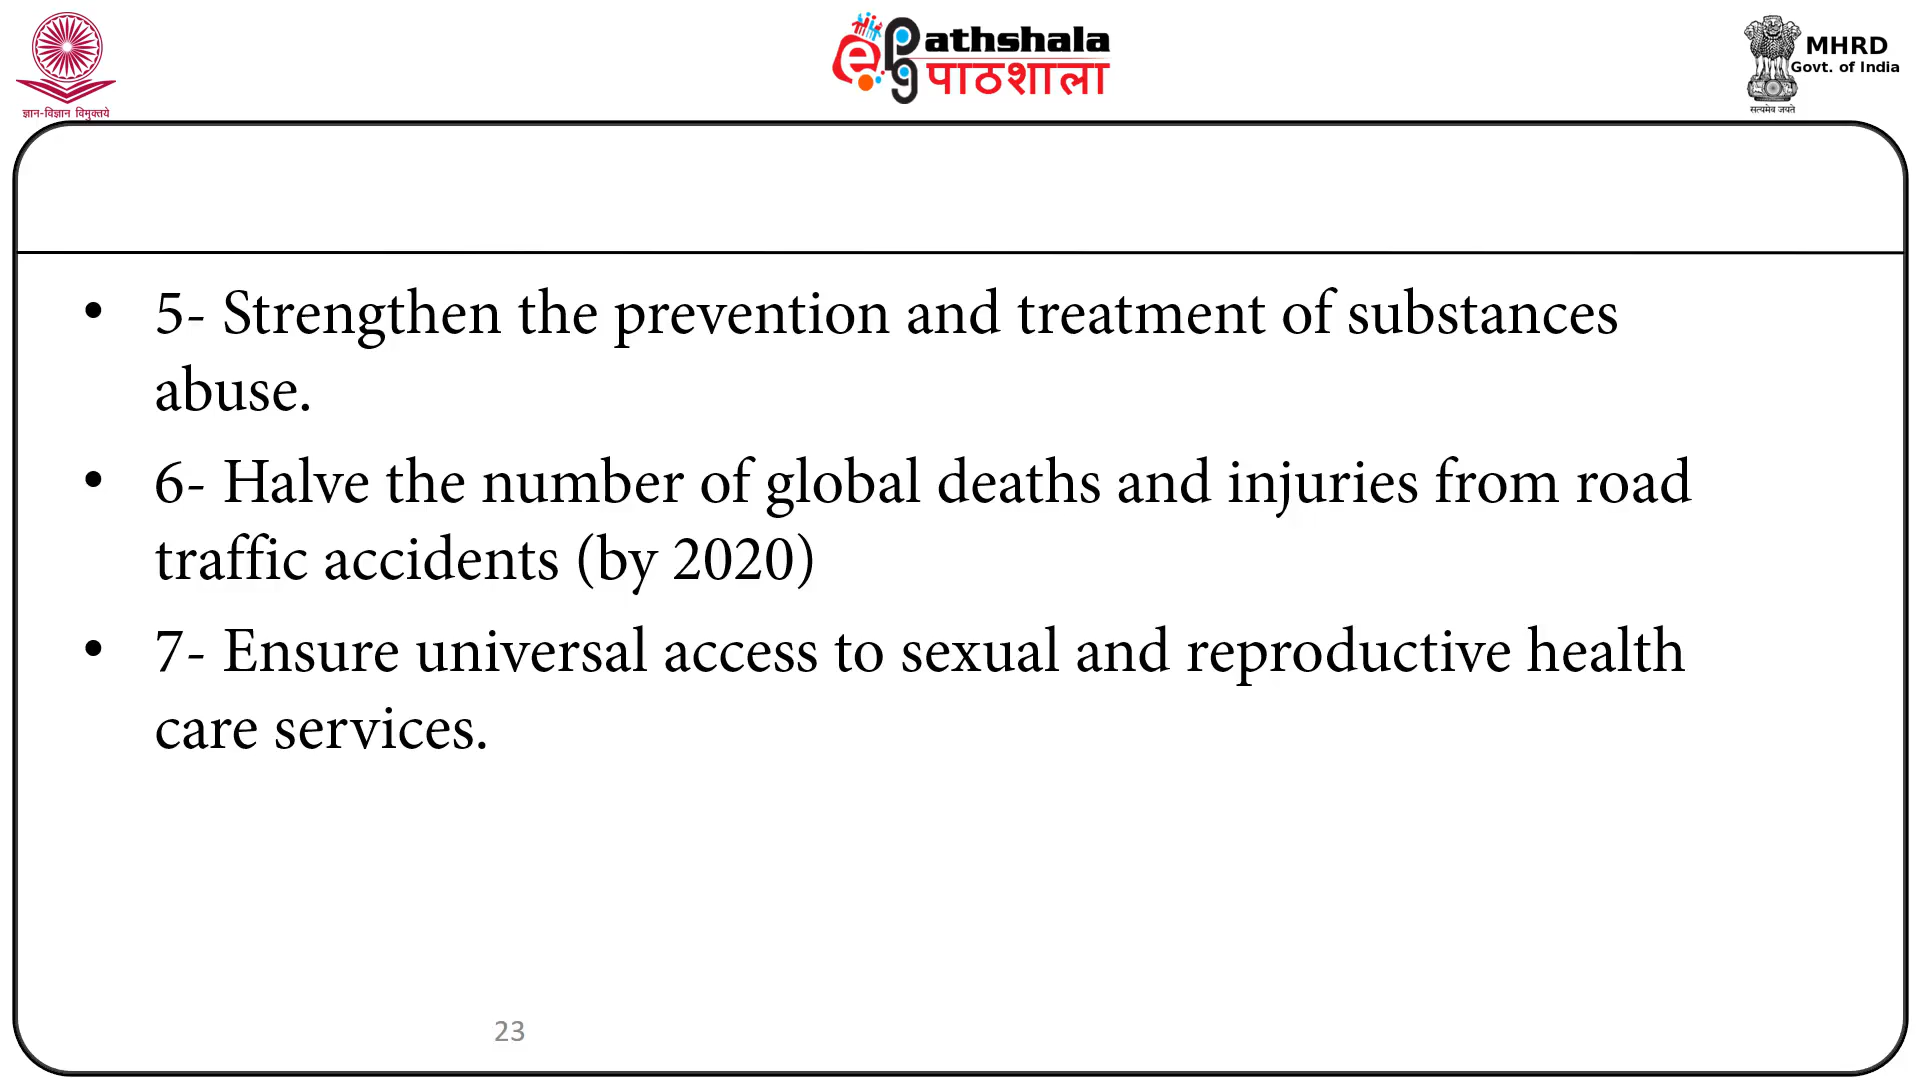 ज्ञान-विज्ञान विमुक्तये
ePathshala
पाठशाला
सत्यमेव जयते
MHRD
Govt. of India
• 5- Strengthen the prevention and treatment of substances
abuse.
• 6- Halve the number of global deaths and injuries from road
traffic accidents (by 2020)
• 7- Ensure universal access to sexual and reproductive health
care services.
23